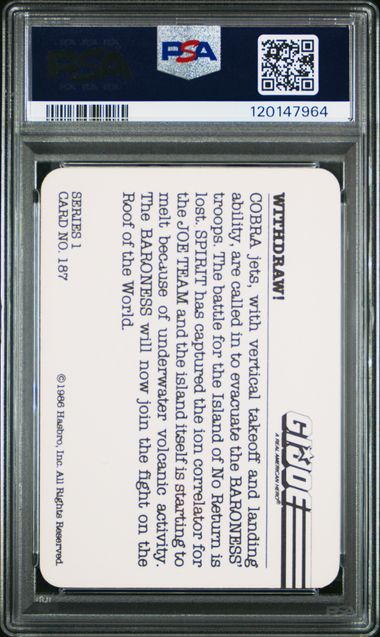 PSA
PSA
120147964
GI JOE
A REAL AMERICAN HERO®
WITHDRAW!
COBRA jets, with vertical takeoff and landing
ability, are called in to evacuate the BARONESS'
troops. The battle for the Island of No Return is
lost. SPIRIT has captured the ion correlator for
the JOE TEAM and the island itself is starting to
melt because of underwater volcanic activity.
The BARONESS will now join the fight on the
Roof of the World.
SERIES 1
CARD NO. 187
©1986 Hasbro, Inc. All Rights Reserved.
PSA